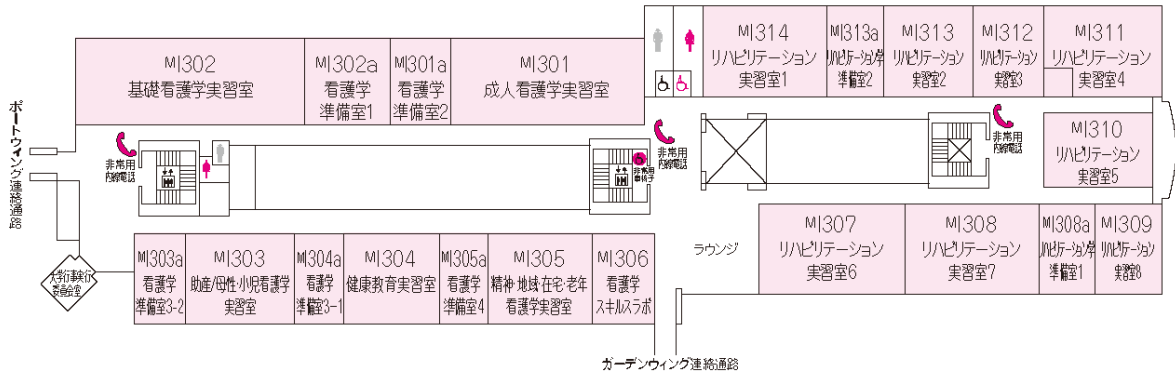 MI302
基礎看護学実習室
MI302a
看護学
準備室1
MI301a
看護学
準備室2
MI301
成人看護学実習室
MI314
リハビリテーション
実習室1
MI313a
リハビリテーション学
準備室2
MI313
リハビリテーション
実習室2
MI312
リハビリテーション
実習室3
MI311
リハビリテーション
実習室4
ポートウィング連絡通路
非常用
内線電話
非常用
車椅子
非常用
内線電話
非常用
内線電話
MI310
リハビリテーション
実習室5
大学行事実行
委員会室
MI303a
看護学
準備室3-2
MI303
助産/母性・小児看護学
実習室
MI304a
看護学
準備室3-1
MI304
健康教育実習室
MI305a
看護学
準備室4
MI305
精神・地域・在宅・老年
看護学実習室
MI306
看護学
スキルスラボ
ラウンジ
MI307
リハビリテーション
実習室6
MI308
リハビリテーション
実習室7
MI308a
リハビリテーション学
準備室1
MI309
リハビリテーション
実習室8
ガーデンウィング連絡通路